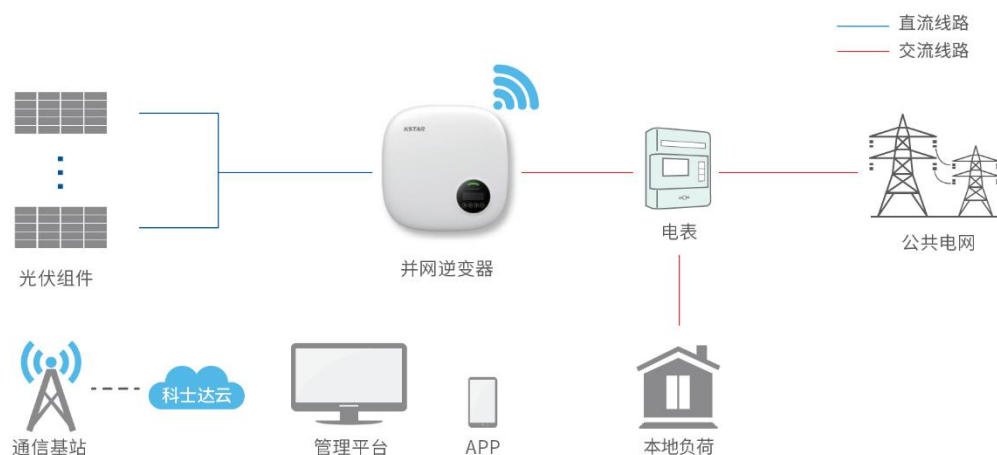 直流线路
交流线路
KSTAR
电表
公共电网
并网逆变器
光伏组件
科士达云
通信基站
管理平台
APP
本地负荷